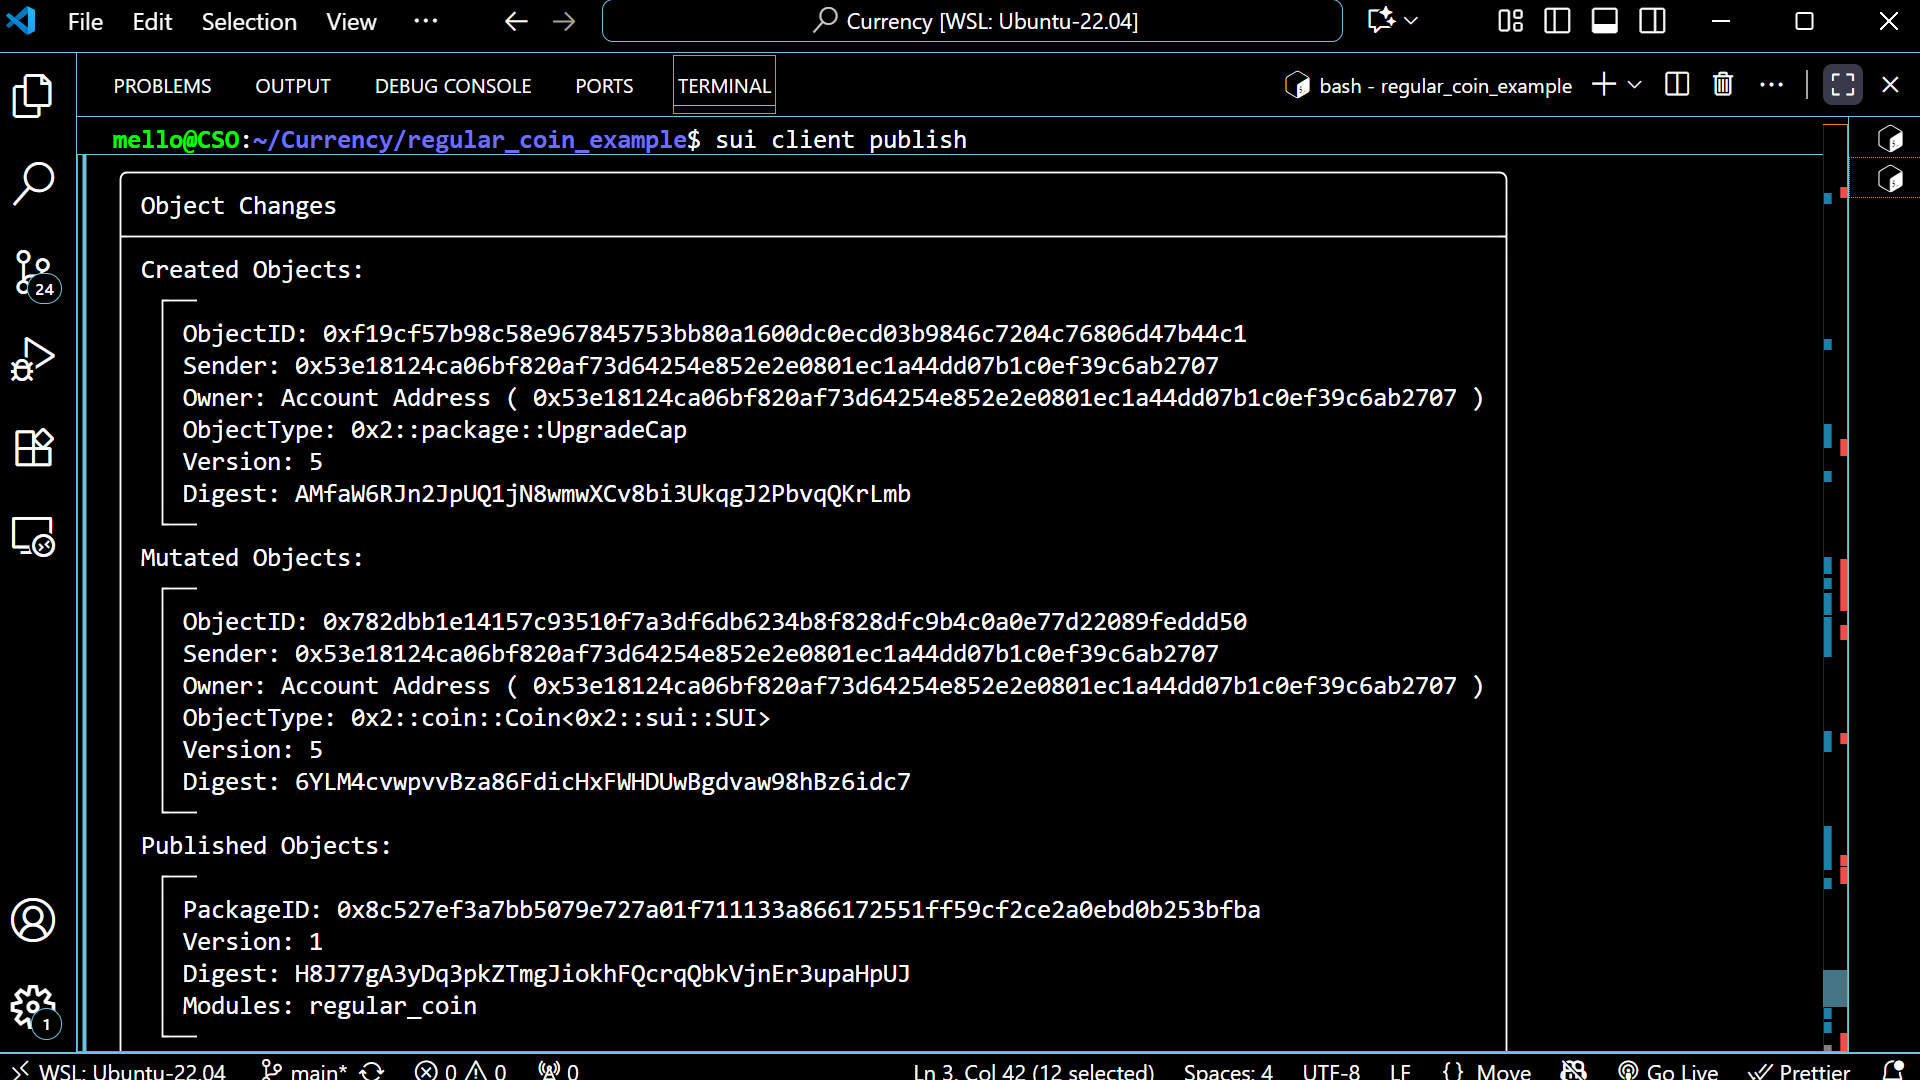 File Edit Selection View ··· Currency [WSL: Ubuntu-22.04]
PROBLEMS OUTPUT DEBUG CONSOLE PORTS TERMINAL bash - regular_coin_example
mello@CSO:~/Currency/regular_coin_example$ sui client publish
Object Changes
Created Objects:
ObjectID: 0xf19cf57b98c58e967845753bb80a1600dc0ecd03b9846c7204c76806d47b44c1
Sender: 0x53e18124ca06bf820af73d64254e852e2e0801ec1a44dd07b1c0ef39c6ab2707
Owner: Account Address ( 0x53e18124ca06bf820af73d64254e852e2e0801ec1a44dd07b1c0ef39c6ab2707 )
ObjectType: 0x2::package::UpgradeCap
Version: 5
Digest: AMfaW6RJn2JpUQ1jN8wmwXCv8bi3UkqgJ2PbvqQKrLmb
Mutated Objects:
ObjectID: 0x782dbb1e14157c93510f7a3df6db6234b8f828dfc9b4c0a0e77d22089feddd50
Sender: 0x53e18124ca06bf820af73d64254e852e2e0801ec1a44dd07b1c0ef39c6ab2707
Owner: Account Address ( 0x53e18124ca06bf820af73d64254e852e2e0801ec1a44dd07b1c0ef39c6ab2707 )
ObjectType: 0x2::coin::Coin<0x2::sui::SUI>
Version: 5
Digest: 6YLM4cvwpvvBza86FdicHxFWHDUwBgdvaw98hBz6idc7
Published Objects:
PackageID: 0x8c527ef3a7bb5079e727a01f711133a866172551ff59cf2ce2a0ebd0b253bfba
Version: 1
Digest: H8J77gA3yDq3pkZTmgJiokhFQcrqQbkVjnEr3upaHpUJ
Modules: regular_coin
24
1
WSL: Ubuntu-22.04 main* 0 0 0 Ln 3, Col 42 (12 selected) Spaces: 4 UTF-8 LF {} Move Go Live Prettier